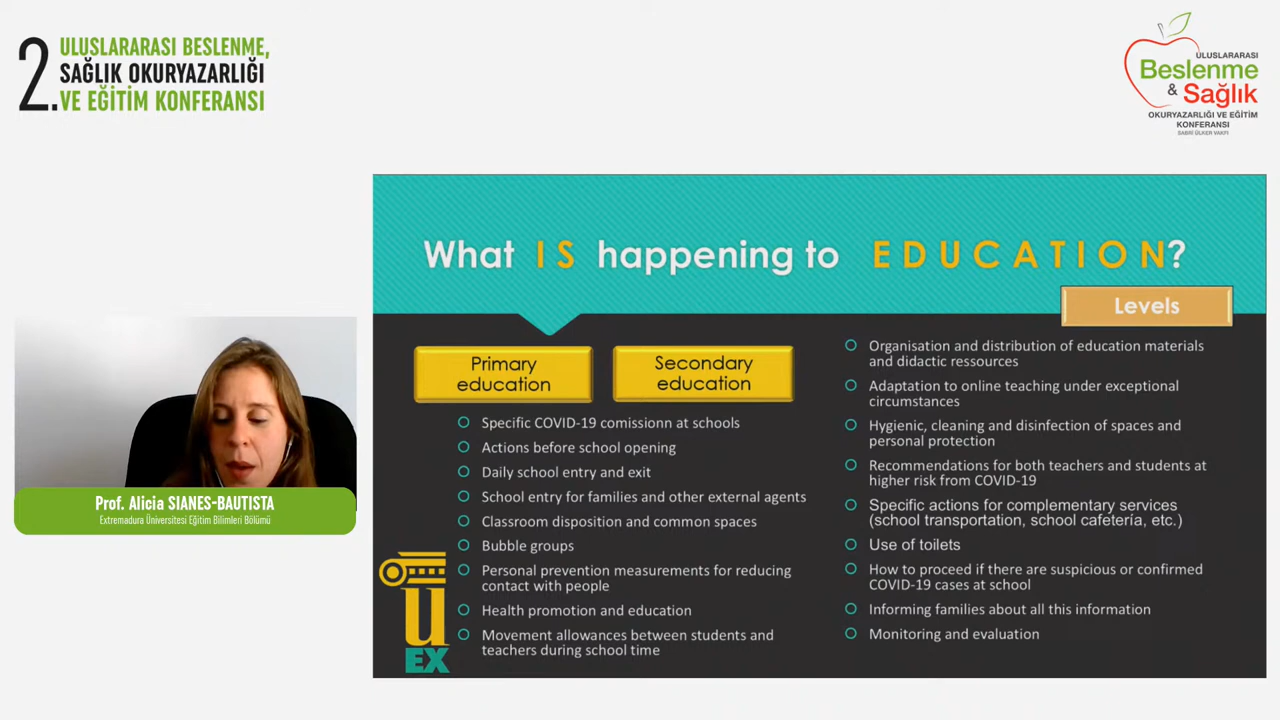 2. ULUSLARARASI BESLENME,
SAĞLIK OKURYAZARLIĞI
VE EĞİTİM KONFERANSI
ULUSLARARASI
Beslenme
& Sağlık
OKURYAZARLIĞI VE EĞİTİM
KONFERANSI
SABRİ ÜLKER VAKFI
What IS happening to EDUCATION?
Levels
Primary
education
Secondary
education
Specific COVID-19 comissionn at schools
Actions before school opening
Daily school entry and exit
School entry for families and other external agents
Classroom disposition and common spaces
Bubble groups
Personal prevention measurements for reducing
contact with people
Health promotion and education
Movement allowances between students and
teachers during school time
Organisation and distribution of education materials
and didactic ressources
Adaptation to online teaching under exceptional
circumstances
Hygienic, cleaning and disinfection of spaces and
personal protection
Recommendations for both teachers and students at
higher risk from COVID-19
Specific actions for complementary services
(school transportation, school cafetería, etc.)
Use of toilets
How to proceed if there are suspicious or confirmed
COVID-19 cases at school
Informing families about all this information
Monitoring and evaluation
u
EX
Prof. Alicia SIANES-BAUTISTA
Extremadura Üniversitesi Eğitim Bilimleri Bölümü